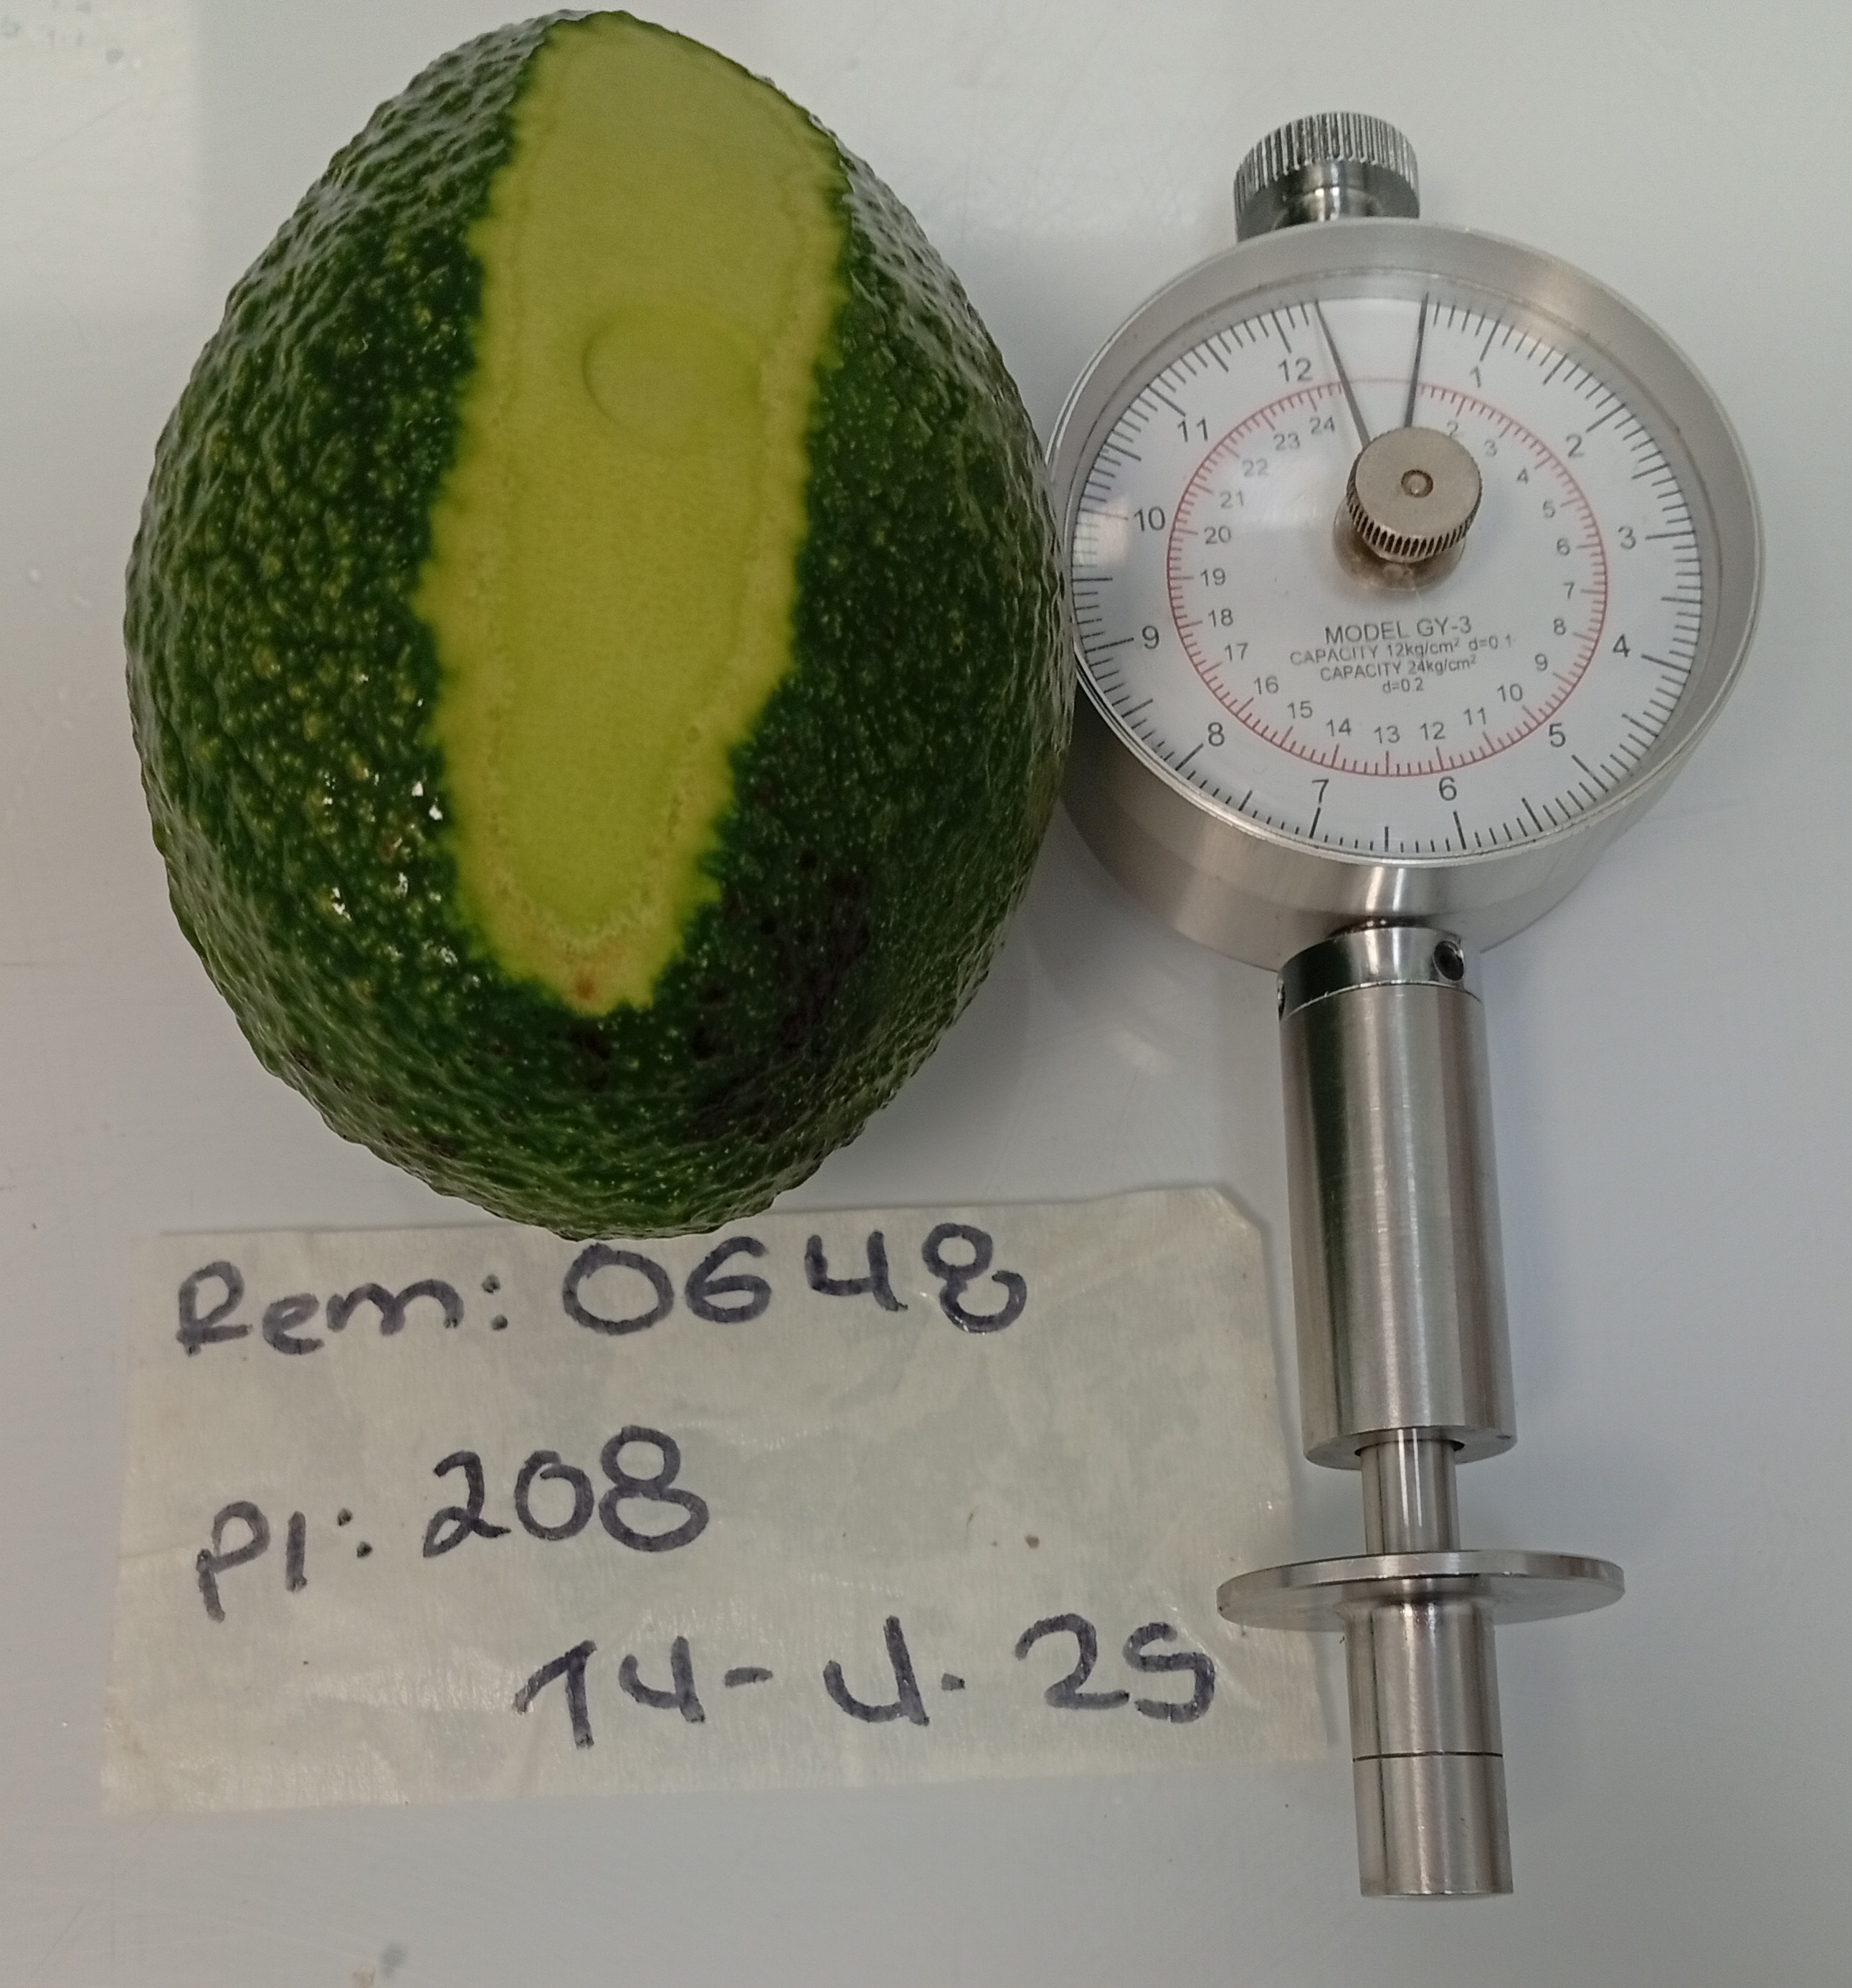 12 1
11 2
10 3
9 4
8 5
7 6
24 2
23 3
22 4
21 5
20 6
19 7
18 8
17 9
16 10
15 14 13 12 11
MODEL GY-3
CAPACITY 12kg/cm² d=0.1
CAPACITY 24kg/cm²
d=0.2
Rem: 0648
Pl: 208
14-4.25